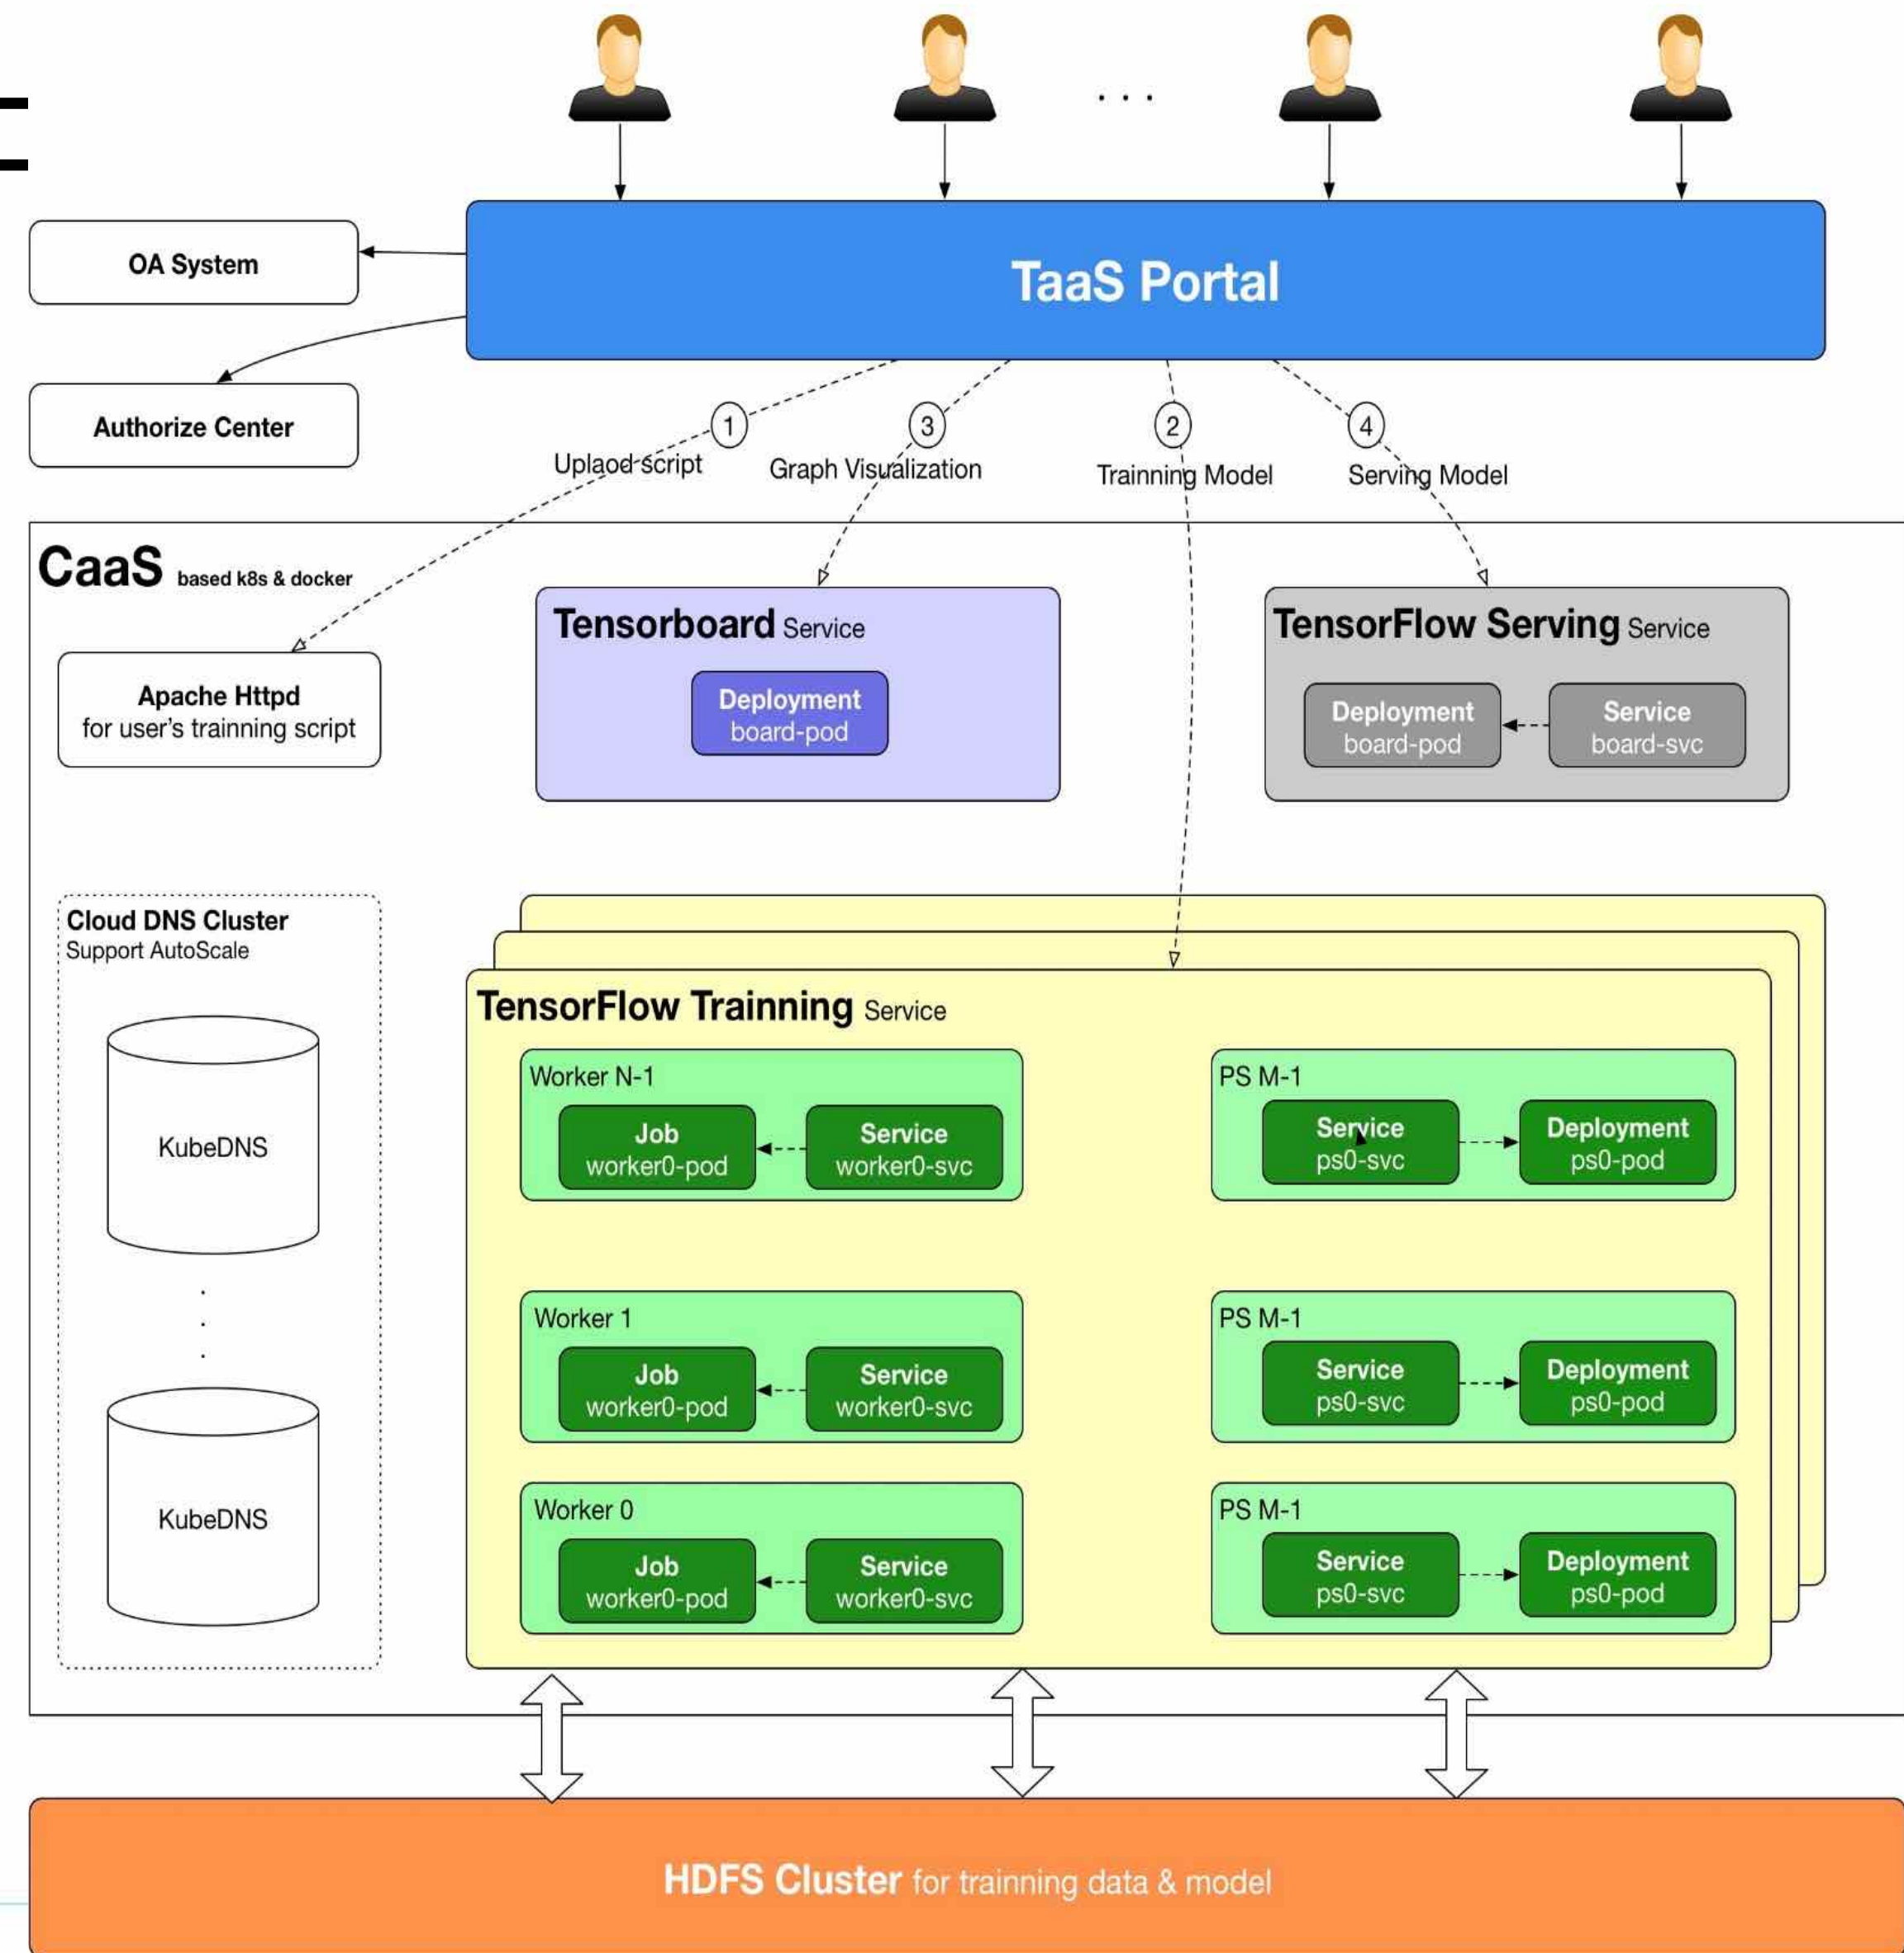 . . .
TaaS Portal
OA System
Authorize Center
1
3
2
4
Uplaod script
Graph Visualization
Trainning Model
Serving Model
CaaS based k8s & docker
Apache Httpd
for user's trainning script
Tensorboard Service
Deployment
board-pod
TensorFlow Serving Service
Deployment
board-pod
Service
board-svc
Cloud DNS Cluster
Support AutoScale
KubeDNS
.
.
.
KubeDNS
TensorFlow Trainning Service
Worker N-1
Job
worker0-pod
Service
worker0-svc
PS M-1
Service
ps0-svc
Deployment
ps0-pod
Worker 1
Job
worker0-pod
Service
worker0-svc
PS M-1
Service
ps0-svc
Deployment
ps0-pod
Worker 0
Job
worker0-pod
Service
worker0-svc
PS M-1
Service
ps0-svc
Deployment
ps0-pod
HDFS Cluster for trainning data & model